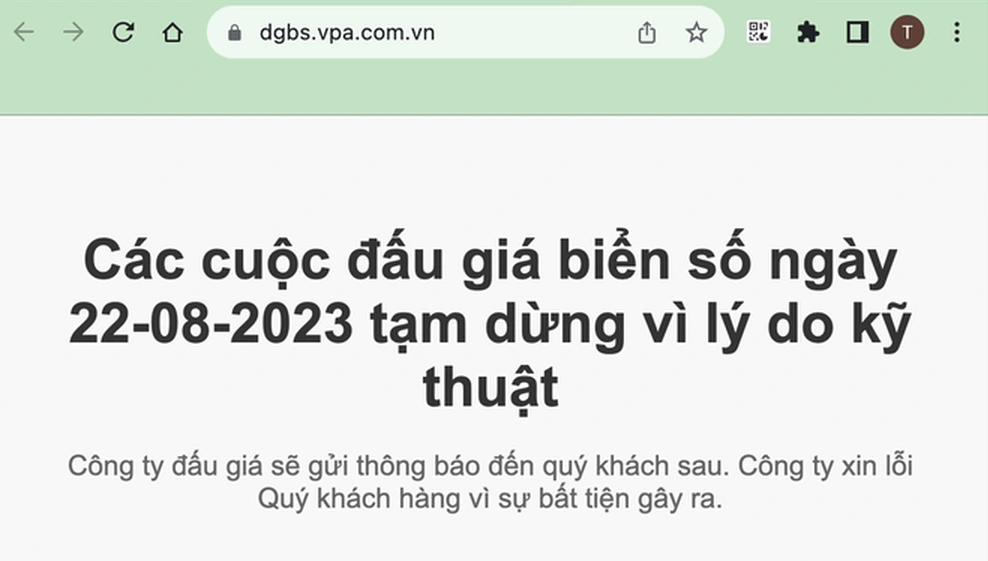 dgbs.vpa.com.vn
T
Các cuộc đấu giá biển số ngày
22-08-2023 tạm dừng vì lý do kỹ
thuật
Công ty đấu giá sẽ gửi thông báo đến quý khách sau. Công ty xin lỗi
Quý khách hàng vì sự bất tiện gây ra.